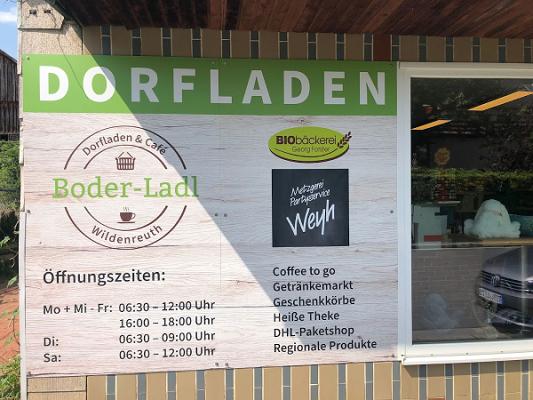 DORFLADEN
Dorfladen & Café
Boder-Ladl
Wildenreuth
BIObäckerei
Georg Forster
Metzgerei
Partyservice
Weyh
Öffnungszeiten:
Mo + Mi - Fr: 06:30 – 12:00 Uhr
16:00 – 18:00 Uhr
Di: 06:30 – 09:00 Uhr
Sa: 06:30 – 12:00 Uhr
Coffee to go
Getränkemarkt
Geschenkkörbe
Heiße Theke
DHL-Paketshop
Regionale Produkte